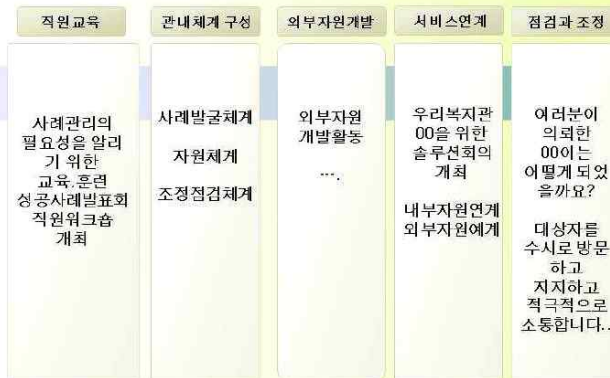 직원교육
관내체계 구성
외부자원개발
서비스연계
점검과 조정
사례관리의
필요성을 알리
기 위한
교육.훈련
성공사례발표회
직원워크숍
개최
사례발굴체계
자원체계
조정점검체계
외부자원
개발활동
….
우리복지관
00을 위한
솔루션회의
개최
내부자원연계
외부자원예계
여러분이
의뢰한
00이는
어떻게 되었
을까요?
대상자를
수시로 방문
하고
지지하고
적극적으로
소통합니다..